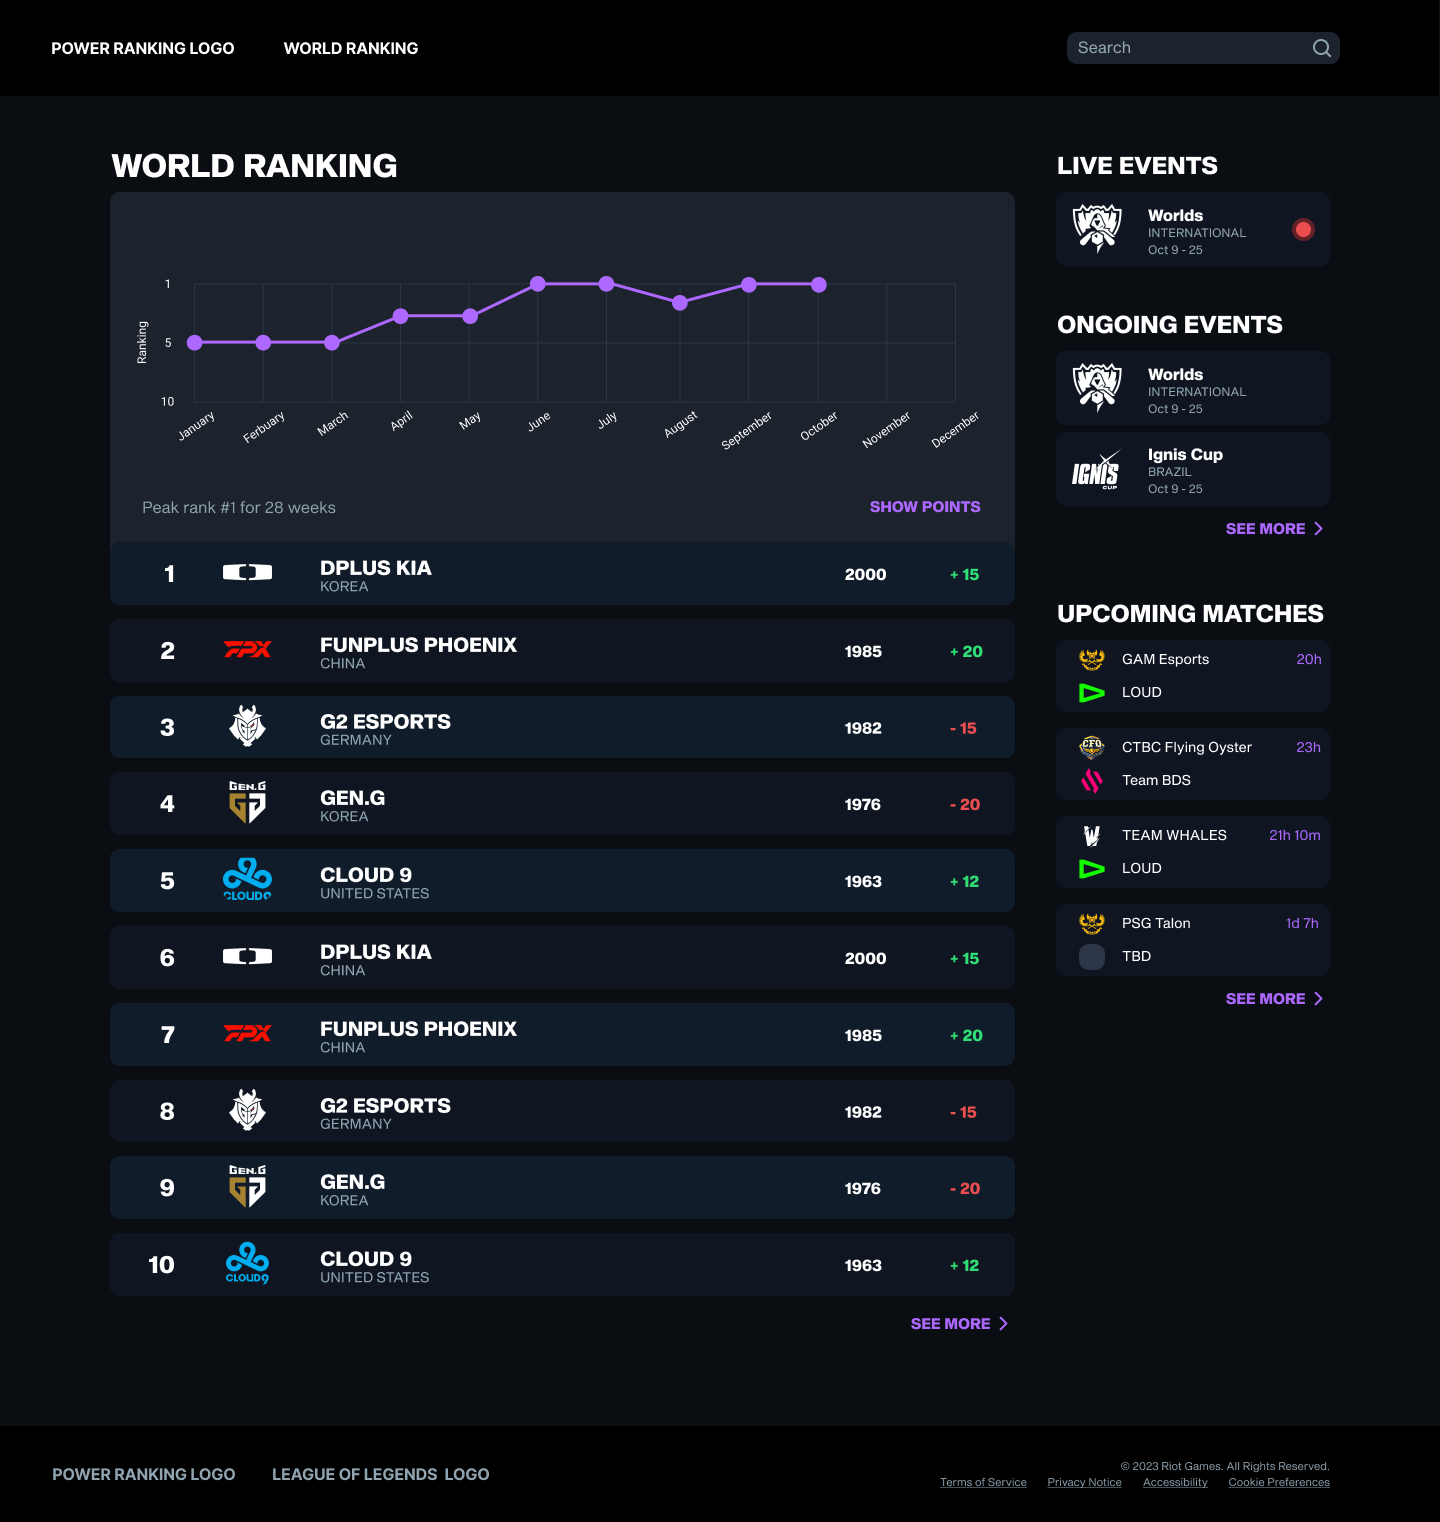 POWER RANKING LOGO
WORLD RANKING
Search
WORLD RANKING
1
5
10
Ranking
January
Ferbuary
March
April
May
June
July
August
September
October
November
December
Peak rank #1 for 28 weeks
SHOW POINTS
1 DPLUS KIA 2000 + 15
KOREA
2 FPX FUNPLUS PHOENIX 1985 + 20
CHINA
3 G2 ESPORTS 1982 - 15
GERMANY
GEN.G
4 GEN.G 1976 - 20
KOREA
5 CLOUD 9 1963 + 12
CLOUD9 UNITED STATES
6 DPLUS KIA 2000 + 15
CHINA
7 FPX FUNPLUS PHOENIX 1985 + 20
CHINA
8 G2 ESPORTS 1982 - 15
GERMANY
GEN.G
9 GEN.G 1976 - 20
KOREA
10 CLOUD 9 1963 + 12
CLOUD9 UNITED STATES
SEE MORE
LIVE EVENTS
Worlds
INTERNATIONAL
Oct 9 - 25
ONGOING EVENTS
Worlds
INTERNATIONAL
Oct 9 - 25
IGNIS CUP
Ignis Cup
BRAZIL
Oct 9 - 25
SEE MORE
UPCOMING MATCHES
GAM Esports 20h
LOUD
CFO CTBC Flying Oyster 23h
Team BDS
TEAM WHALES 21h 10m
LOUD
PSG Talon 1d 7h
TBD
SEE MORE
POWER RANKING LOGO
LEAGUE OF LEGENDS LOGO
© 2023 Riot Games. All Rights Reserved.
Terms of Service Privacy Notice Accessibility Cookie Preferences